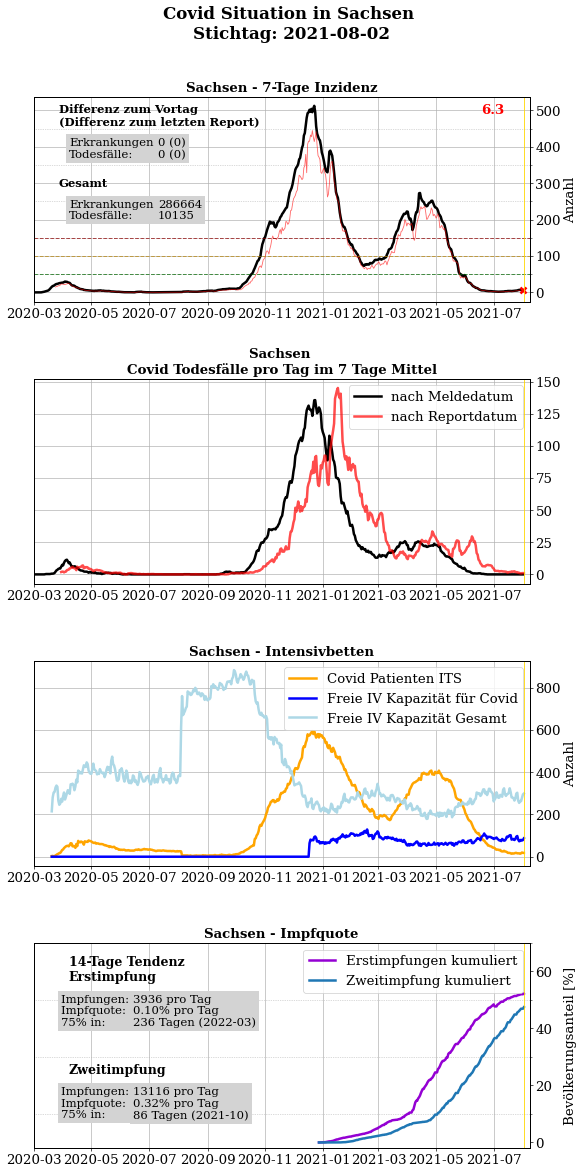 Covid Situation in Sachsen
Stichtag: 2021-08-02
Sachsen - 7-Tage Inzidenz
Differenz zum Vortag
(Differenz zum letzten Report)
Erkrankungen 0 (0)
Todesfälle: 0 (0)
Gesamt
Erkrankungen 286664
Todesfälle: 10135
6.3
500
400
300
200
100
0
Anzahl
2020-03 2020-05 2020-07 2020-09 2020-11 2021-01 2021-03 2021-05 2021-07
Sachsen
Covid Todesfälle pro Tag im 7 Tage Mittel
nach Meldedatum
nach Reportdatum
150
125
100
75
50
25
0
2020-03 2020-05 2020-07 2020-09 2020-11 2021-01 2021-03 2021-05 2021-07
Sachsen - Intensivbetten
Covid Patienten ITS
Freie IV Kapazität für Covid
Freie IV Kapazität Gesamt
800
600
400
200
0
Anzahl
2020-03 2020-05 2020-07 2020-09 2020-11 2021-01 2021-03 2021-05 2021-07
Sachsen - Impfquote
14-Tage Tendenz
Erstimpfung
Impfungen: 3936 pro Tag
Impfquote: 0.10% pro Tag
75% in: 236 Tagen (2022-03)
Zweitimpfung
Impfungen: 13116 pro Tag
Impfquote: 0.32% pro Tag
75% in: 86 Tagen (2021-10)
Erstimpfungen kumuliert
Zweitimpfung kumuliert
60
40
20
0
Bevölkerungsanteil [%]
2020-03 2020-05 2020-07 2020-09 2020-11 2021-01 2021-03 2021-05 2021-07